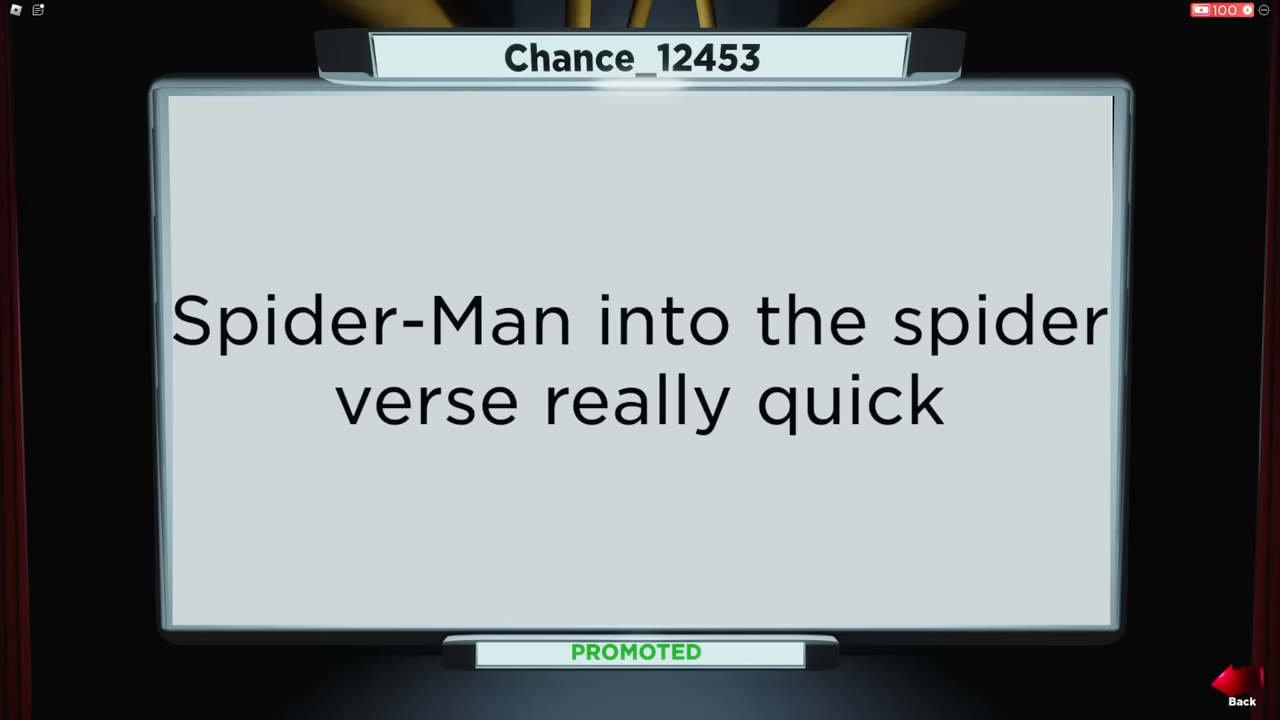 100
Chance_12453
Spider-Man into the spider
verse really quick
PROMOTED
Back